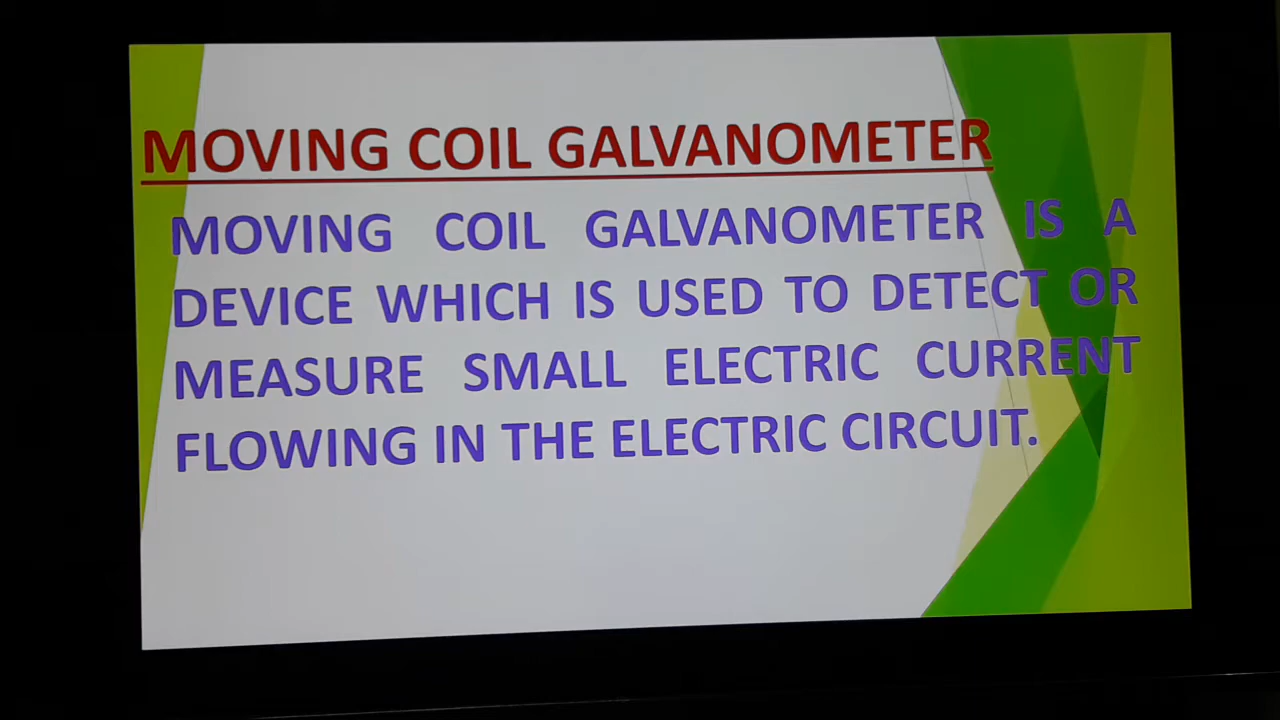 MOVING COIL GALVANOMETER
MOVING COIL GALVANOMETER IS A
DEVICE WHICH IS USED TO DETECT OR
MEASURE SMALL ELECTRIC CURRENT
FLOWING IN THE ELECTRIC CIRCUIT.